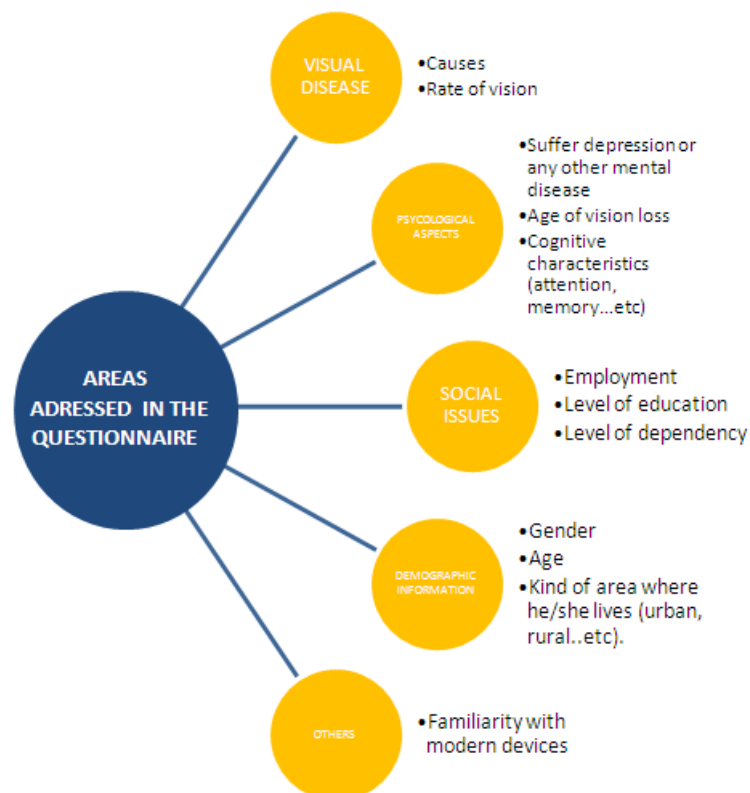 VISUAL
DISEASE
•Causes
•Rate of vision
PSYCOLOGICAL
ASPECTS
•Suffer depression or
any other mental
disease
•Age of vision loss
•Cognitive
characteristics
(attention,
memory...etc)
AREAS
ADRESSED IN THE
QUESTIONNAIRE
SOCIAL
ISSUES
•Employment
•Level of education
•Level of dependency
DEMOGRAPHIC
INFORMATION
•Gender
•Age
•Kind of area where
he/she lives (urban,
rural..etc).
OTHERS
•Familiarity with
modern devices